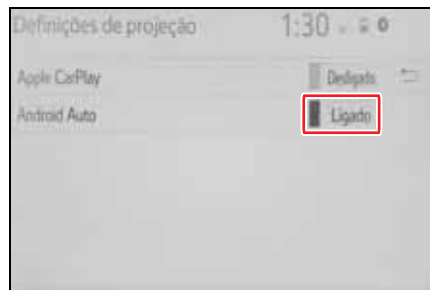 Definições de projeção 1:30
Apple CarPlay Desligado
Android Auto Ligado